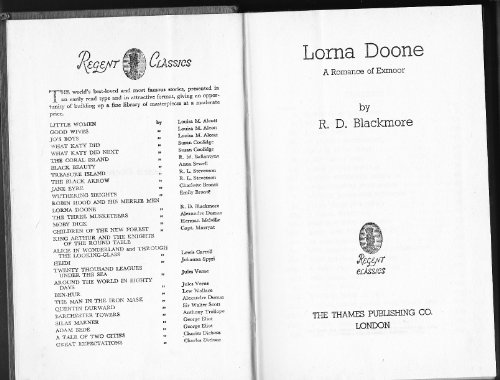 REGENT CLASSICS
THE world's best-loved and most famous stories, presented in
an easily read type and in attractive format, giving an oppor-
tunity of building up a fine library of masterpieces at a moderate
price.
LITTLE WOMEN by Louisa M. Alcott
GOOD WIVES " Louisa M. Alcott
JO'S BOYS " Louisa M. Alcott
WHAT KATY DID " Susan Coolidge
WHAT KATY DID NEXT " Susan Coolidge
THE CORAL ISLAND " R. M. Ballantyne
BLACK BEAUTY " Anna Sewell
TREASURE ISLAND " R. L. Stevenson
THE BLACK ARROW " R. L. Stevenson
JANE EYRE " Charlotte Brontë
WUTHERING HEIGHTS " Emily Brontë
ROBIN HOOD AND HIS MERRIE MEN
LORNA DOONE " R. D. Blackmore
THE THREE MUSKETEERS " Alexandre Dumas
MOBY DICK " Herman Melville
CHILDREN OF THE NEW FOREST " Capt. Marryat
KING ARTHUR AND THE KNIGHTS
OF THE ROUND TABLE
ALICE IN WONDERLAND and THROUGH
THE LOOKING-GLASS " Lewis Carroll
HEIDI " Johanna Spyri
TWENTY THOUSAND LEAGUES
UNDER THE SEA " Jules Verne
AROUND THE WORLD IN EIGHTY
DAYS " Jules Verne
BEN-HUR " Lew Wallace
THE MAN IN THE IRON MASK " Alexandre Dumas
QUENTIN DURWARD " Sir Walter Scott
BARCHESTER TOWERS " Anthony Trollope
SILAS MARNER " George Eliot
ADAM BEDE " George Eliot
A TALE OF TWO CITIES " Charles Dickens
GREAT EXPECTATIONS " Charles Dickens
Lorna Doone
A Romance of Exmoor
by
R. D. Blackmore
REGENT
CLASSICS
THE THAMES PUBLISHING CO.
LONDON